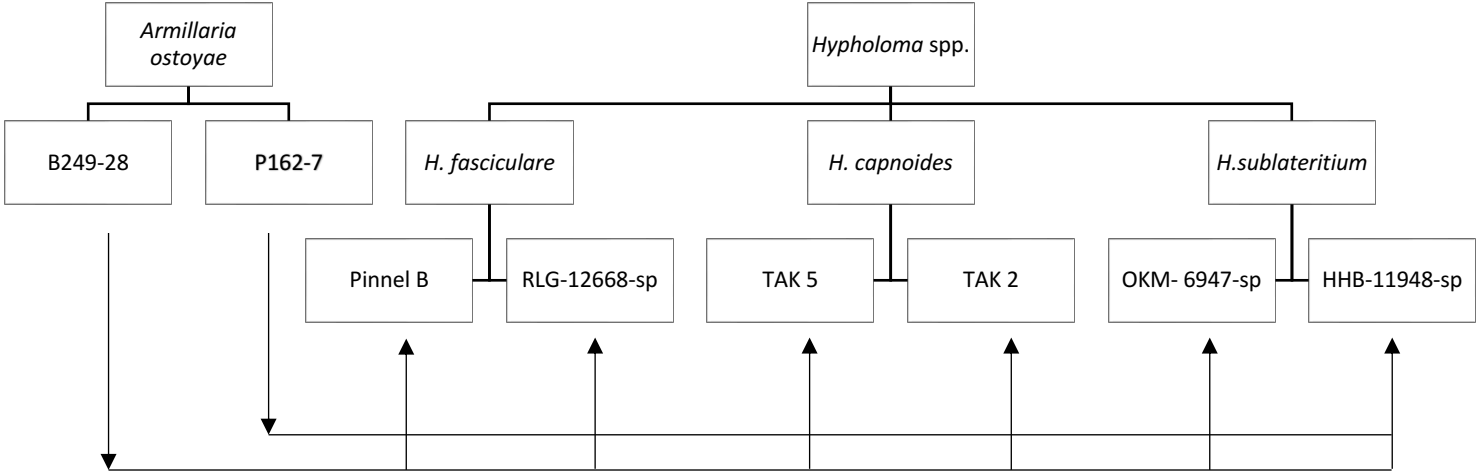 Armillaria
ostoyae
Hypholoma spp.
B249-28
P162-7
H. fasciculare
H. capnoides
H.sublateritium
Pinnel B
RLG-12668-sp
TAK 5
TAK 2
OKM- 6947-sp
HHB-11948-sp